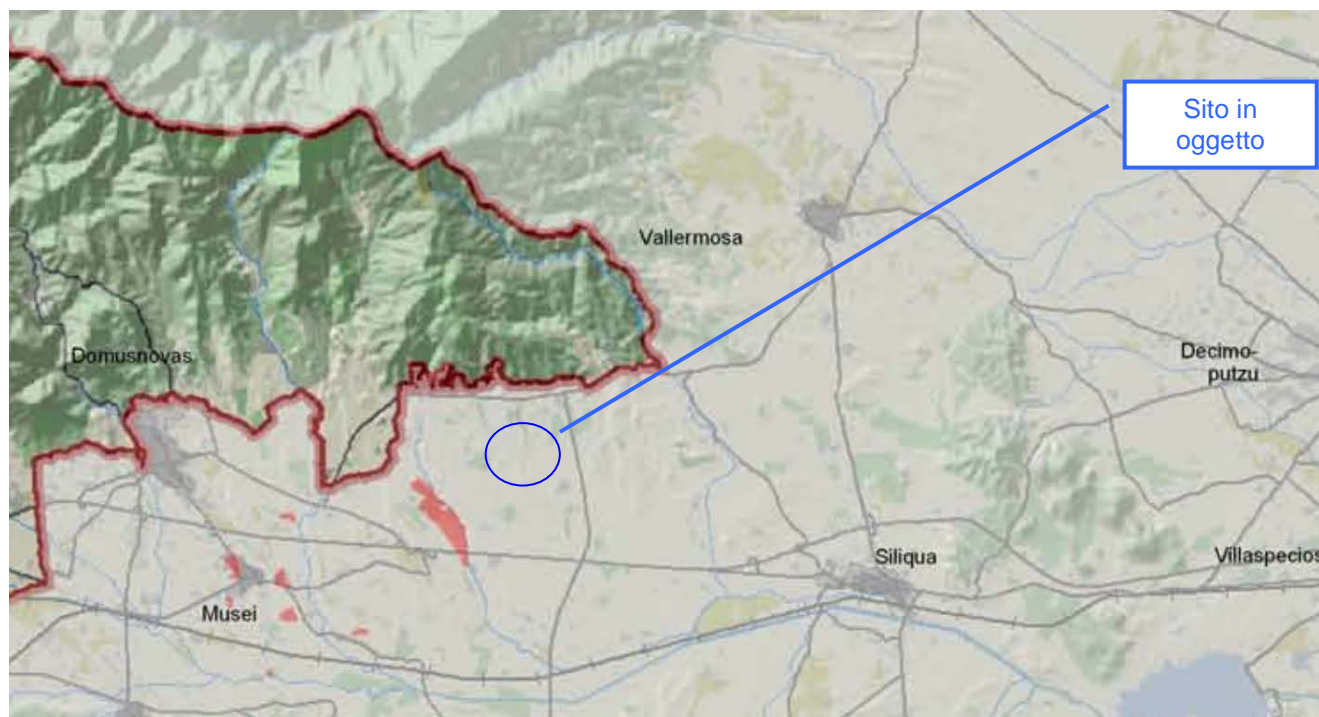 Sito in
oggetto
Vallermosa
Domusnovas
Decimo-
putzu
Siliqua
Villaspecios
Musei